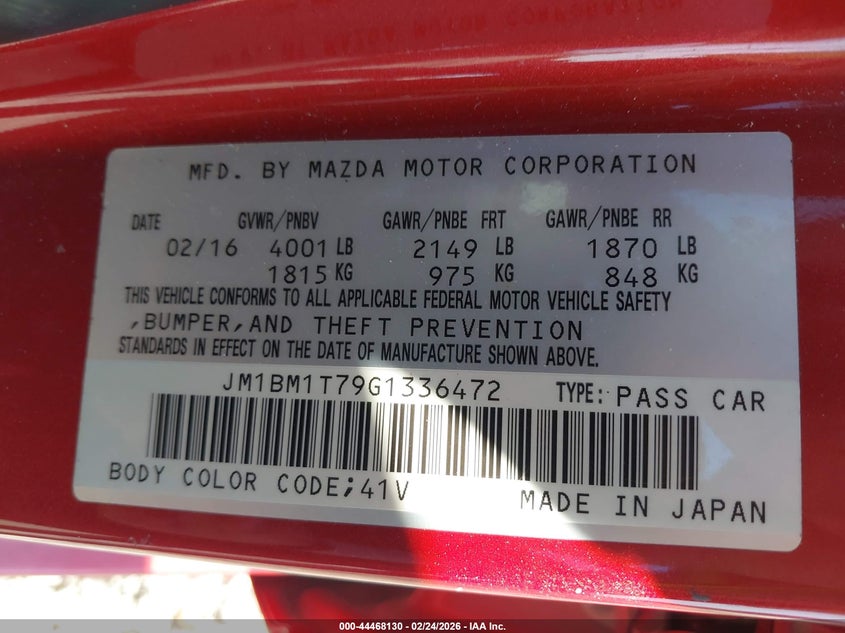 MFD. BY MAZDA MOTOR CORPORATION
DATE GVWR/PNBV GAWR/PNBE FRT GAWR/PNBE RR
02/16 4001 LB 2149 LB 1870 LB
1815 KG 975 KG 848 KG
THIS VEHICLE CONFORMS TO ALL APPLICABLE FEDERAL MOTOR VEHICLE SAFETY
,BUMPER,AND THEFT PREVENTION
STANDARDS IN EFFECT ON THE DATE OF MANUFACTURE SHOWN ABOVE.
JM1BM1T79G1336472 TYPE: PASS CAR
BODY COLOR CODE;41V
MADE IN JAPAN
000-44468130 - 02/24/2026 - IAA Inc.